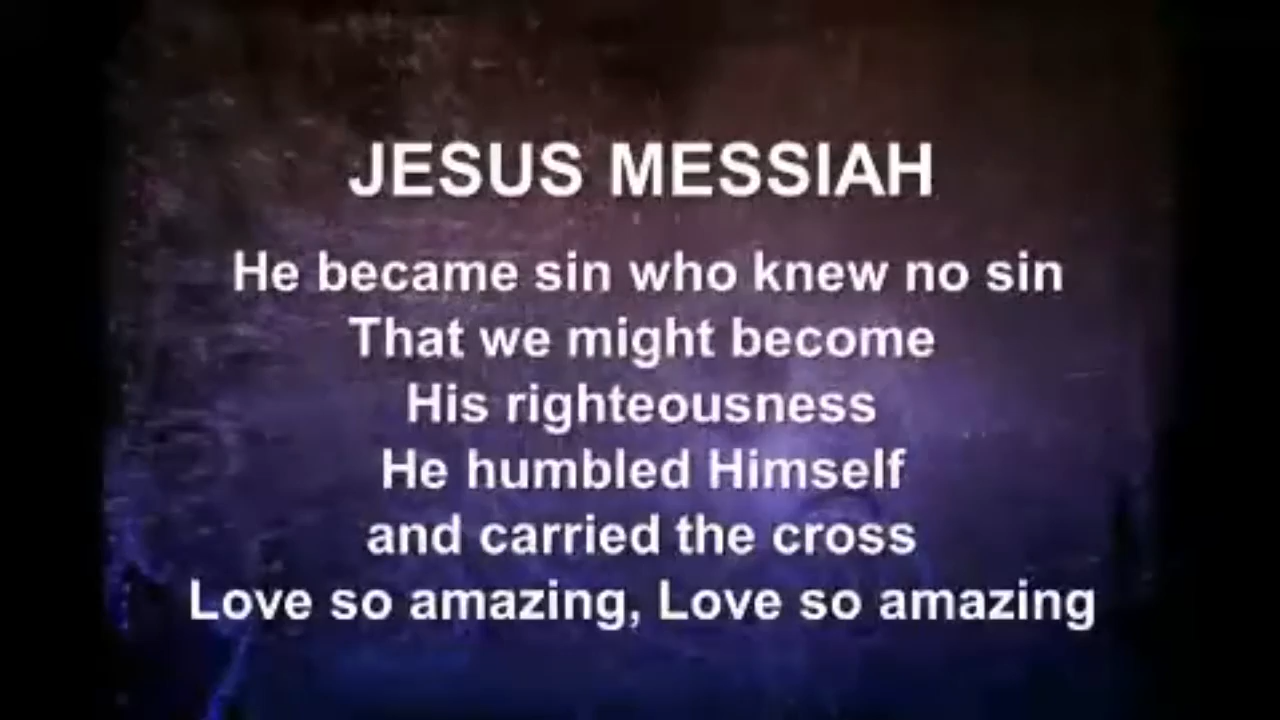 JESUS MESSIAH
He became sin who knew no sin
That we might become
His righteousness
He humbled Himself
and carried the cross
Love so amazing, Love so amazing